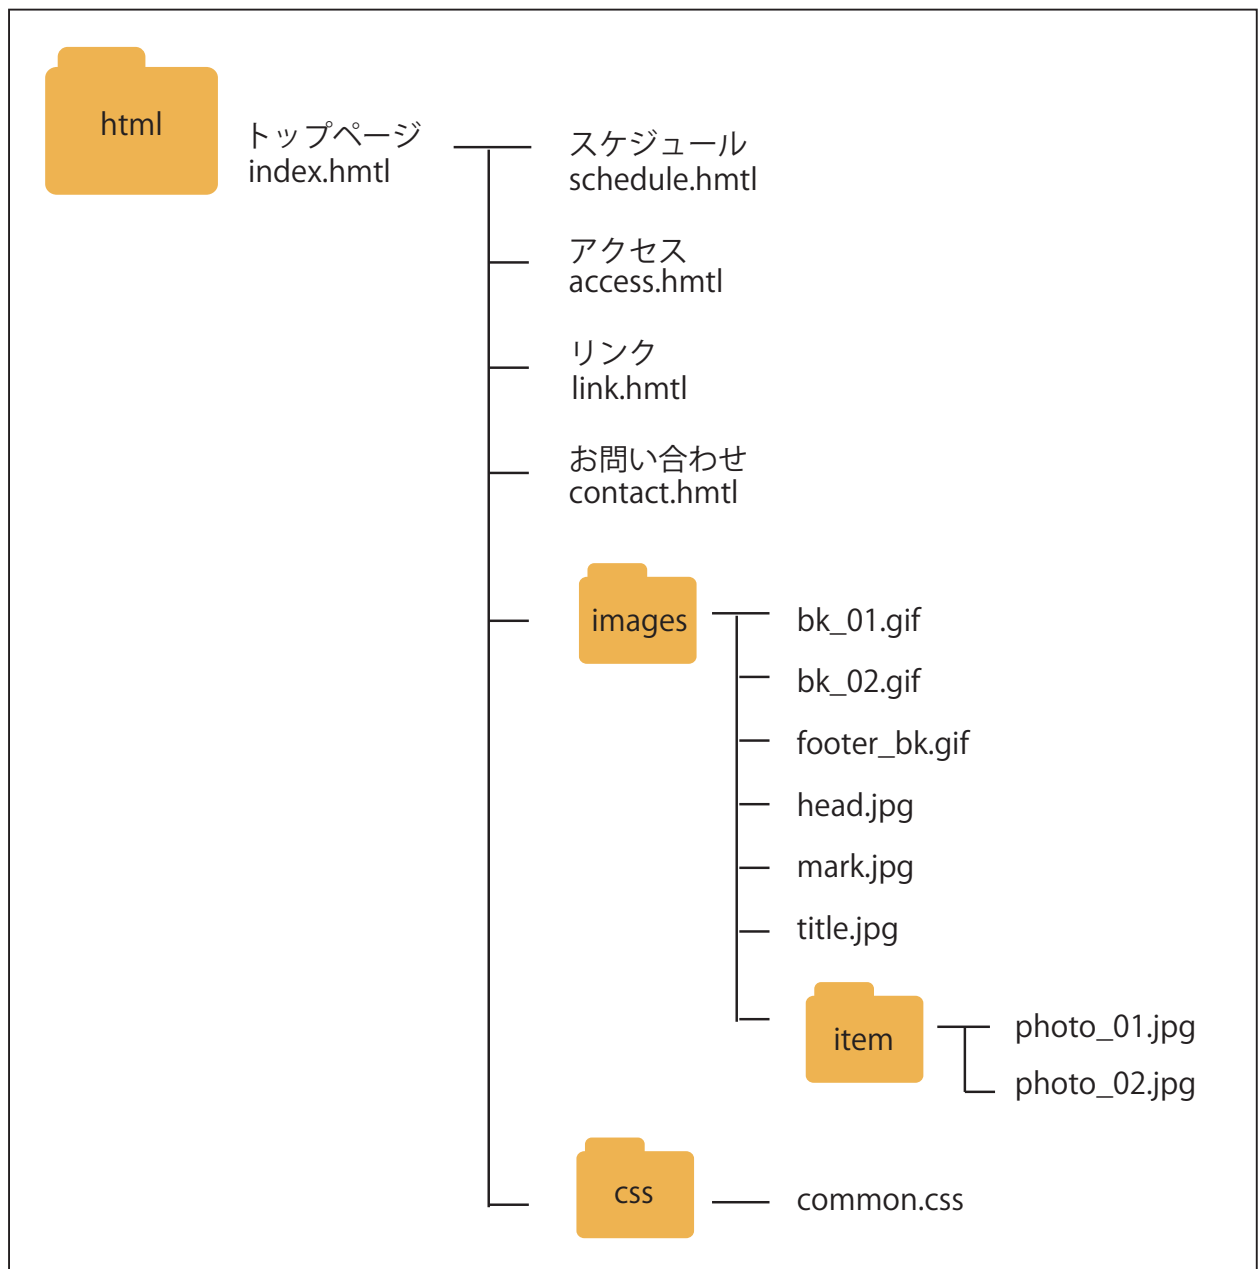 html
トップページ
index.hmtl
スケジュール
schedule.hmtl
アクセス
access.hmtl
リンク
link.hmtl
お問い合わせ
contact.hmtl
images
bk_01.gif
bk_02.gif
footer_bk.gif
head.jpg
mark.jpg
title.jpg
item
photo_01.jpg
photo_02.jpg
css
common.css